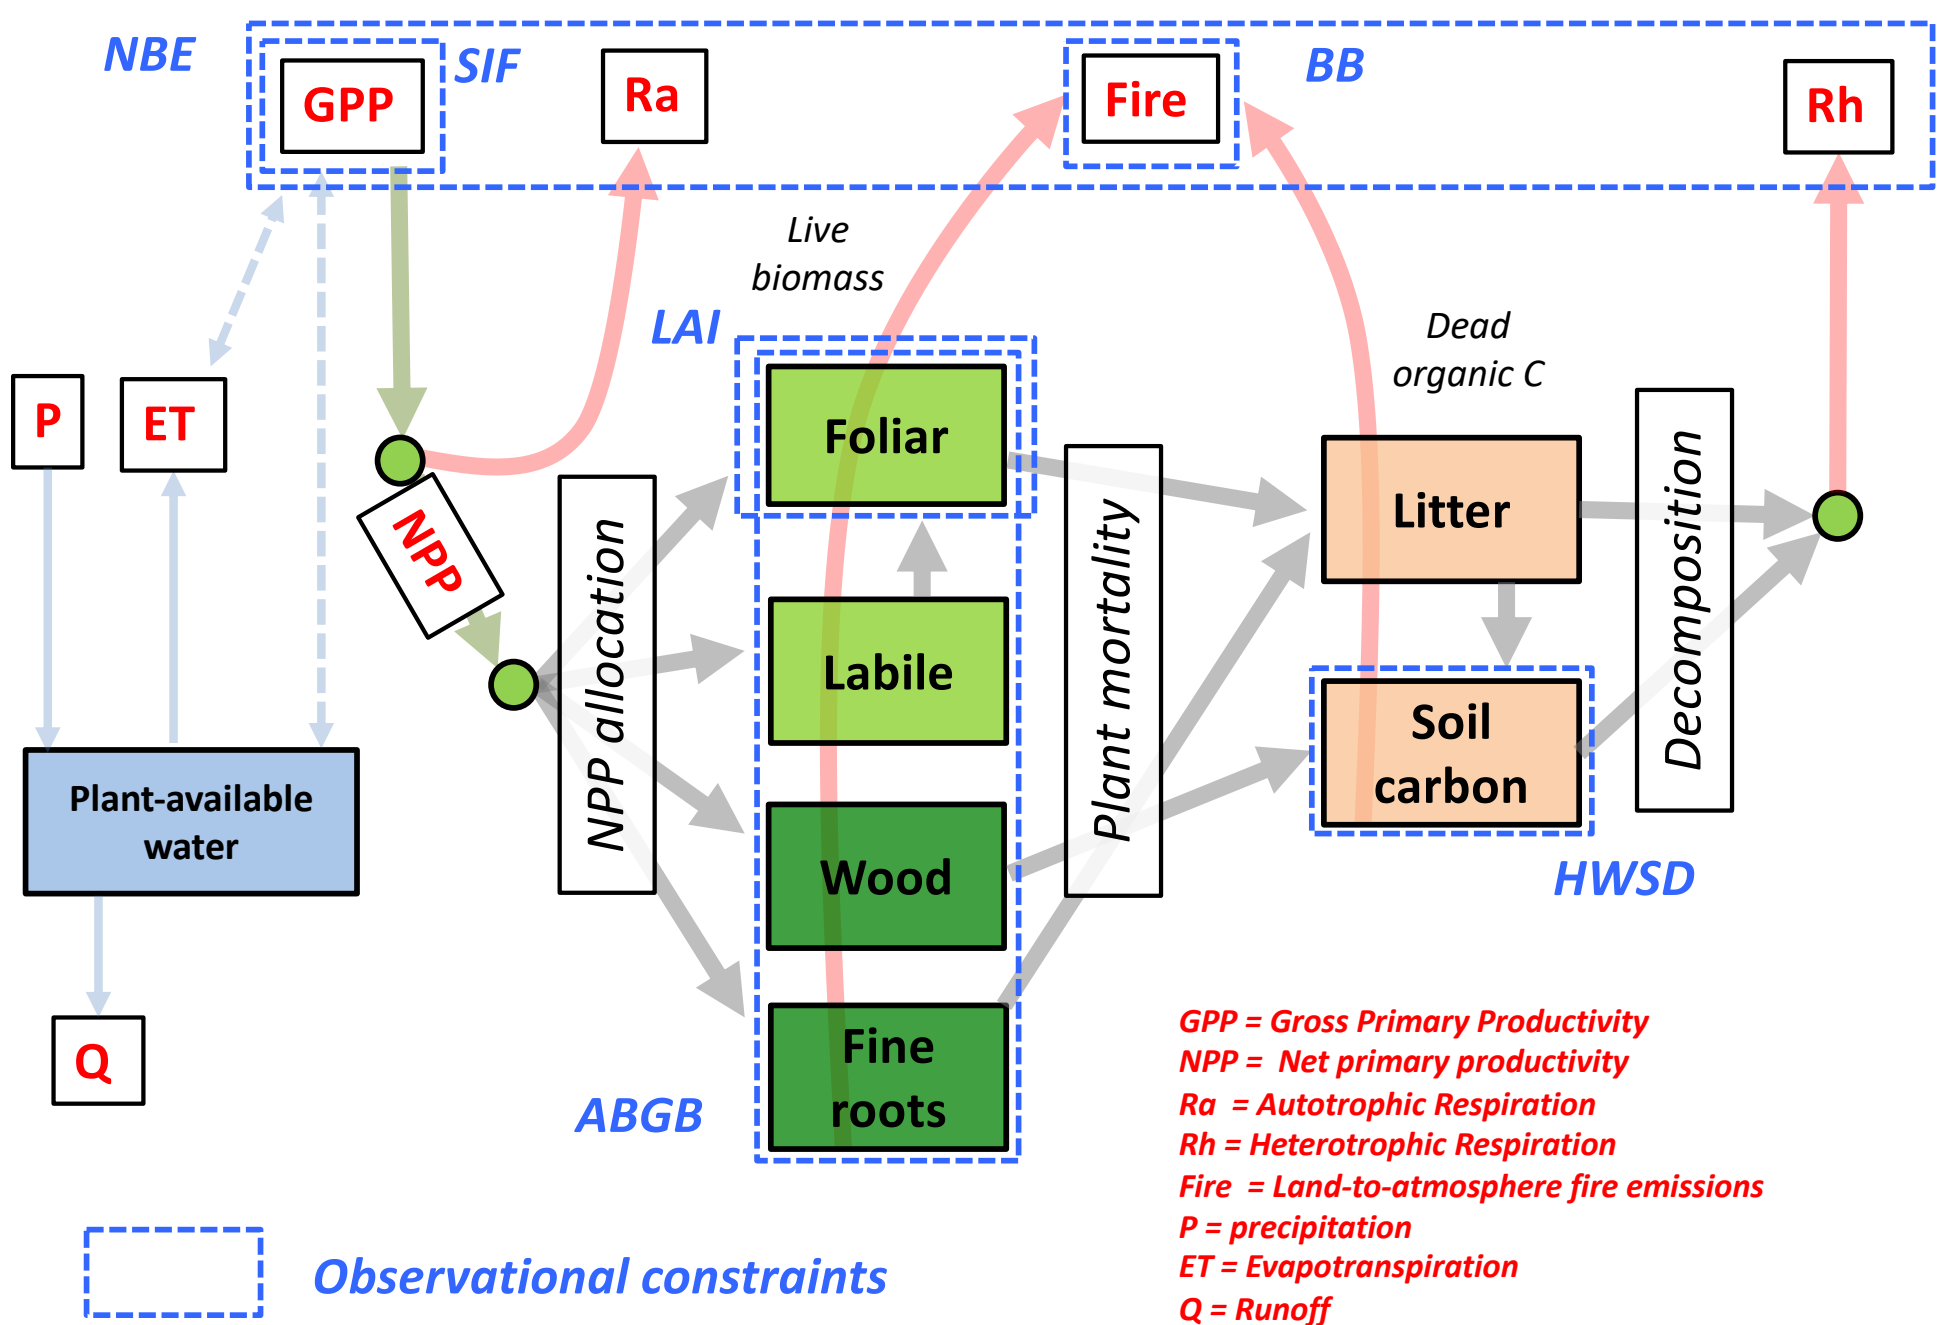 NBE
SIF
BB
GPP
Ra
Fire
Rh
Live
biomass
LAI
Dead
organic C
P
ET
Foliar
NPP
NPP allocation
Plant mortality
Litter
Decomposition
Labile
Soil
carbon
Plant-available
water
Wood
HWSD
Fine
roots
Q
ABGB
GPP = Gross Primary Productivity
NPP = Net primary productivity
Ra = Autotrophic Respiration
Rh = Heterotrophic Respiration
Fire = Land-to-atmosphere fire emissions
P = precipitation
ET = Evapotranspiration
Q = Runoff
Observational constraints